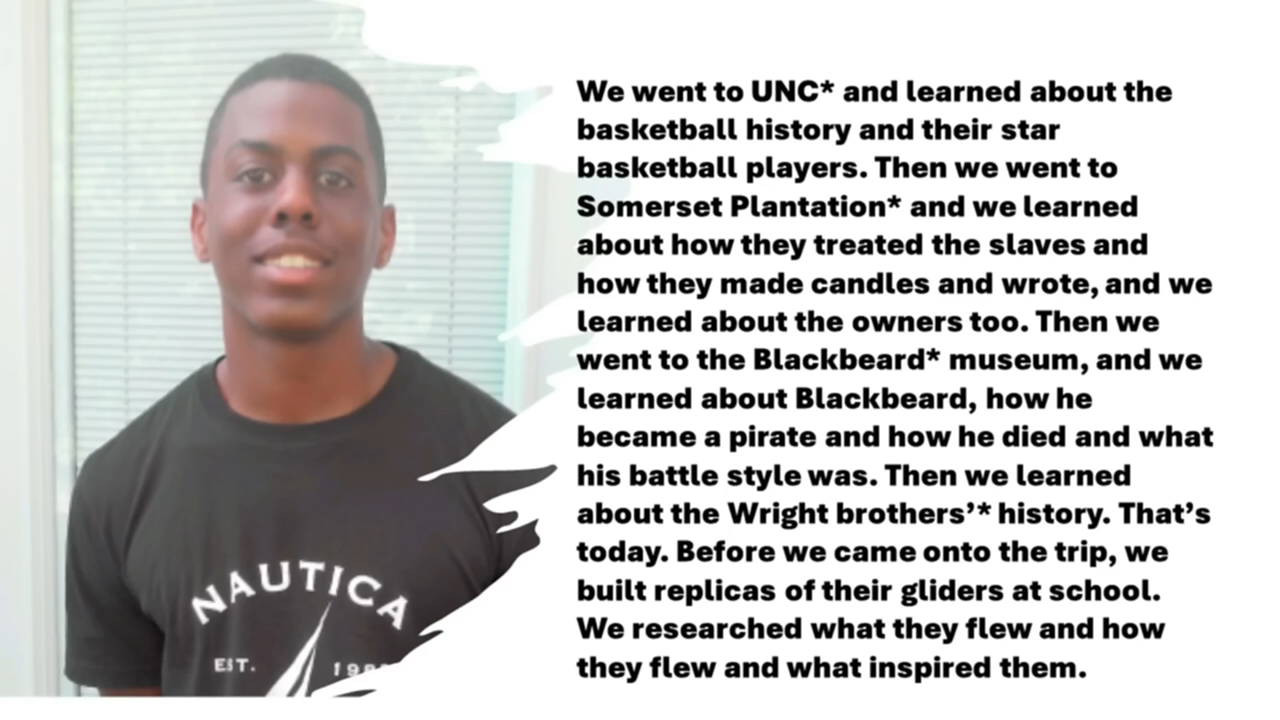 We went to UNC* and learned about the
basketball history and their star
basketball players. Then we went to
Somerset Plantation* and we learned
about how they treated the slaves and
how they made candles and wrote, and we
learned about the owners too. Then we
went to the Blackbeard* museum, and we
learned about Blackbeard, how he
became a pirate and how he died and what
his battle style was. Then we learned
about the Wright brothers’* history. That’s
today. Before we came onto the trip, we
built replicas of their gliders at school.
We researched what they flew and how
they flew and what inspired them.
NAUTICA
EST.